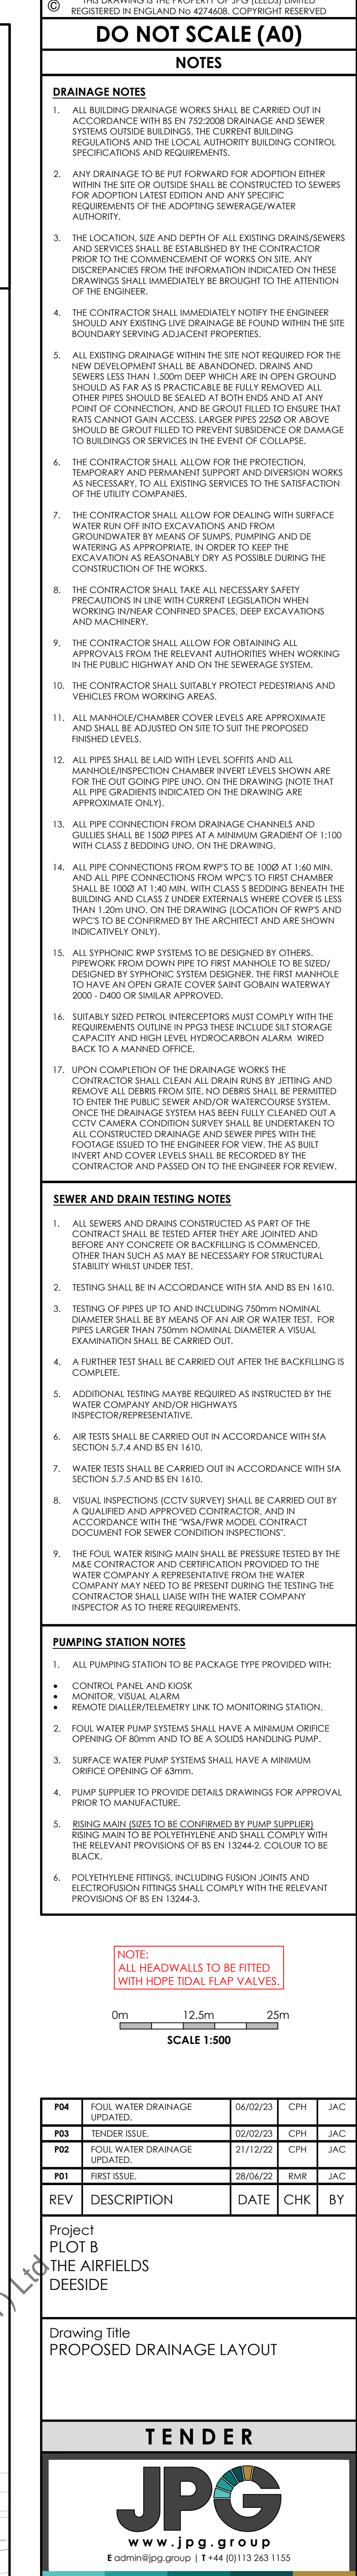 © THIS DRAWING IS THE PROPERTY OF JPG (LEEDS) LIMITED
REGISTERED IN ENGLAND No 4274608. COPYRIGHT RESERVED
DO NOT SCALE (A0)
NOTES
DRAINAGE NOTES
1. ALL BUILDING DRAINAGE WORKS SHALL BE CARRIED OUT IN
ACCORDANCE WITH BS EN 752:2008 DRAINAGE AND SEWER
SYSTEMS OUTSIDE BUILDINGS, THE CURRENT BUILDING
REGULATIONS AND THE LOCAL AUTHORITY BUILDING CONTROL
SPECIFICATIONS AND REQUIREMENTS.
2. ANY DRAINAGE TO BE PUT FORWARD FOR ADOPTION EITHER
WITHIN THE SITE OR OUTSIDE SHALL BE CONSTRUCTED TO SEWERS
FOR ADOPTION LATEST EDITION AND ANY SPECIFIC
REQUIREMENTS OF THE ADOPTING SEWERAGE/WATER
AUTHORITY.
3. THE LOCATION, SIZE AND DEPTH OF ALL EXISTING DRAINS/SEWERS
AND SERVICES SHALL BE ESTABLISHED BY THE CONTRACTOR
PRIOR TO THE COMMENCEMENT OF WORKS ON SITE. ANY
DISCREPANCIES FROM THE INFORMATION INDICATED ON THESE
DRAWINGS SHALL IMMEDIATELY BE BROUGHT TO THE ATTENTION
OF THE ENGINEER.
4. THE CONTRACTOR SHALL IMMEDIATELY NOTIFY THE ENGINEER
SHOULD ANY EXISTING LIVE DRAINAGE BE FOUND WITHIN THE SITE
BOUNDARY SERVING ADJACENT PROPERTIES.
5. ALL EXISTING DRAINAGE WITHIN THE SITE NOT REQUIRED FOR THE
NEW DEVELOPMENT SHALL BE ABANDONED. DRAINS AND
SEWERS LESS THAN 1.500m DEEP WHICH ARE IN OPEN GROUND
SHOULD AS FAR AS IS PRACTICABLE BE FULLY REMOVED ALL
OTHER PIPES SHOULD BE SEALED AT BOTH ENDS AND AT ANY
POINT OF CONNECTION, AND BE GROUT FILLED TO ENSURE THAT
RATS CANNOT GAIN ACCESS. LARGER PIPES 225Ø OR ABOVE
SHOULD BE GROUT FILLED TO PREVENT SUBSIDENCE OR DAMAGE
TO BUILDINGS OR SERVICES IN THE EVENT OF COLLAPSE.
6. THE CONTRACTOR SHALL ALLOW FOR THE PROTECTION,
TEMPORARY AND PERMANENT SUPPORT AND DIVERSION WORKS
AS NECESSARY, TO ALL EXISTING SERVICES TO THE SATISFACTION
OF THE UTILITY COMPANIES.
7. THE CONTRACTOR SHALL ALLOW FOR DEALING WITH SURFACE
WATER RUN OFF INTO EXCAVATIONS AND FROM
GROUNDWATER BY MEANS OF SUMPS, PUMPING AND DE
WATERING AS APPROPRIATE, IN ORDER TO KEEP THE
EXCAVATION AS REASONABLY DRY AS POSSIBLE DURING THE
CONSTRUCTION OF THE WORKS.
8. THE CONTRACTOR SHALL TAKE ALL NECESSARY SAFETY
PRECAUTIONS IN LINE WITH CURRENT LEGISLATION WHEN
WORKING IN/NEAR CONFINED SPACES, DEEP EXCAVATIONS
AND MACHINERY.
9. THE CONTRACTOR SHALL ALLOW FOR OBTAINING ALL
APPROVALS FROM THE RELEVANT AUTHORITIES WHEN WORKING
IN THE PUBLIC HIGHWAY AND ON THE SEWERAGE SYSTEM.
10. THE CONTRACTOR SHALL SUITABLY PROTECT PEDESTRIANS AND
VEHICLES FROM WORKING AREAS.
11. ALL MANHOLE/CHAMBER COVER LEVELS ARE APPROXIMATE
AND SHALL BE ADJUSTED ON SITE TO SUIT THE PROPOSED
FINISHED LEVELS.
12. ALL PIPES SHALL BE LAID WITH LEVEL SOFFITS AND ALL
MANHOLE/INSPECTION CHAMBER INVERT LEVELS SHOWN ARE
FOR THE OUT GOING PIPE UNO. ON THE DRAWING (NOTE THAT
ALL PIPE GRADIENTS INDICATED ON THE DRAWING ARE
APPROXIMATE ONLY).
13. ALL PIPE CONNECTION FROM DRAINAGE CHANNELS AND
GULLIES SHALL BE 150Ø PIPES AT A MINIMUM GRADIENT OF 1:100
WITH CLASS Z BEDDING UNO. ON THE DRAWING.
14. ALL PIPE CONNECTIONS FROM RWP'S TO BE 100Ø AT 1:60 MIN.
AND ALL PIPE CONNECTIONS FROM WPC'S TO FIRST CHAMBER
SHALL BE 100Ø AT 1:40 MIN. WITH CLASS S BEDDING BENEATH THE
BUILDING AND CLASS Z UNDER EXTERNALS WHERE COVER IS LESS
THAN 1.20m UNO. ON THE DRAWING (LOCATION OF RWP'S AND
WPC'S TO BE CONFIRMED BY THE ARCHITECT AND ARE SHOWN
INDICATIVELY ONLY).
15. ALL SYPHONIC RWP SYSTEMS TO BE DESIGNED BY OTHERS,
PIPEWORK FROM DOWN PIPE TO FIRST MANHOLE TO BE SIZED/
DESIGNED BY SYPHONIC SYSTEM DESIGNER. THE FIRST MANHOLE
TO HAVE AN OPEN GRATE COVER SAINT GOBAIN WATERWAY
2000 - D400 OR SIMILAR APPROVED.
16. SUITABLY SIZED PETROL INTERCEPTORS MUST COMPLY WITH THE
REQUIREMENTS OUTLINE IN PPG3 THESE INCLUDE SILT STORAGE
CAPACITY AND HIGH LEVEL HYDROCARBON ALARM WIRED
BACK TO A MANNED OFFICE.
17. UPON COMPLETION OF THE DRAINAGE WORKS THE
CONTRACTOR SHALL CLEAN ALL DRAIN RUNS BY JETTING AND
REMOVE ALL DEBRIS FROM SITE. NO DEBRIS SHALL BE PERMITTED
TO ENTER THE PUBLIC SEWER AND/OR WATERCOURSE SYSTEM.
ONCE THE DRAINAGE SYSTEM HAS BEEN FULLY CLEANED OUT A
CCTV CAMERA CONDITION SURVEY SHALL BE UNDERTAKEN TO
ALL CONSTRUCTED DRAINAGE AND SEWER PIPES WITH THE
FOOTAGE ISSUED TO THE ENGINEER FOR VIEW, THE AS BUILT
INVERT AND COVER LEVELS SHALL BE RECORDED BY THE
CONTRACTOR AND PASSED ON TO THE ENGINEER FOR REVIEW.
SEWER AND DRAIN TESTING NOTES
1. ALL SEWERS AND DRAINS CONSTRUCTED AS PART OF THE
CONTRACT SHALL BE TESTED AFTER THEY ARE JOINTED AND
BEFORE ANY CONCRETE OR BACKFILLING IS COMMENCED,
OTHER THAN SUCH AS MAY BE NECESSARY FOR STRUCTURAL
STABILITY WHILST UNDER TEST.
2. TESTING SHALL BE IN ACCORDANCE WITH SfA AND BS EN 1610.
3. TESTING OF PIPES UP TO AND INCLUDING 750mm NOMINAL
DIAMETER SHALL BE BY MEANS OF AN AIR OR WATER TEST. FOR
PIPES LARGER THAN 750mm NOMINAL DIAMETER A VISUAL
EXAMINATION SHALL BE CARRIED OUT.
4. A FURTHER TEST SHALL BE CARRIED OUT AFTER THE BACKFILLING IS
COMPLETE.
5. ADDITIONAL TESTING MAYBE REQUIRED AS INSTRUCTED BY THE
WATER COMPANY AND/OR HIGHWAYS
INSPECTOR/REPRESENTATIVE.
6. AIR TESTS SHALL BE CARRIED OUT IN ACCORDANCE WITH SfA
SECTION 5.7.4 AND BS EN 1610.
7. WATER TESTS SHALL BE CARRIED OUT IN ACCORDANCE WITH SfA
SECTION 5.7.5 AND BS EN 1610.
8. VISUAL INSPECTIONS (CCTV SURVEY) SHALL BE CARRIED OUT BY
A QUALIFIED AND APPROVED CONTRACTOR, AND IN
ACCORDANCE WITH THE "WSA/FWR MODEL CONTRACT
DOCUMENT FOR SEWER CONDITION INSPECTIONS".
9. THE FOUL WATER RISING MAIN SHALL BE PRESSURE TESTED BY THE
M&E CONTRACTOR AND CERTIFICATION PROVIDED TO THE
WATER COMPANY A REPRESENTATIVE FROM THE WATER
COMPANY MAY NEED TO BE PRESENT DURING THE TESTING THE
CONTRACTOR SHALL LIAISE WITH THE WATER COMPANY
INSPECTOR AS TO THERE REQUIREMENTS.
PUMPING STATION NOTES
1. ALL PUMPING STATION TO BE PACKAGE TYPE PROVIDED WITH:
• CONTROL PANEL AND KIOSK
• MONITOR, VISUAL ALARM
• REMOTE DIALLER/TELEMETRY LINK TO MONITORING STATION.
2. FOUL WATER PUMP SYSTEMS SHALL HAVE A MINIMUM ORIFICE
OPENING OF 80mm AND TO BE A SOLIDS HANDLING PUMP.
3. SURFACE WATER PUMP SYSTEMS SHALL HAVE A MINIMUM
ORIFICE OPENING OF 63mm.
4. PUMP SUPPLIER TO PROVIDE DETAILS DRAWINGS FOR APPROVAL
PRIOR TO MANUFACTURE.
5. RISING MAIN (SIZES TO BE CONFIRMED BY PUMP SUPPLIER)
RISING MAIN TO BE POLYETHYLENE AND SHALL COMPLY WITH
THE RELEVANT PROVISIONS OF BS EN 13244-2. COLOUR TO BE
BLACK.
6. POLYETHYLENE FITTINGS, INCLUDING FUSION JOINTS AND
ELECTROFUSION FITTINGS SHALL COMPLY WITH THE RELEVANT
PROVISIONS OF BS EN 13244-3.
NOTE:
ALL HEADWALLS TO BE FITTED
WITH HDPE TIDAL FLAP VALVES.
0m 12.5m 25m
SCALE 1:500
P04 FOUL WATER DRAINAGE 06/02/23 CPH JAC
UPDATED.
P03 TENDER ISSUE. 02/02/23 CPH JAC
P02 FOUL WATER DRAINAGE 21/12/22 CPH JAC
UPDATED.
P01 FIRST ISSUE. 28/06/22 RMR JAC
REV DESCRIPTION DATE CHK BY
Project
PLOT B
THE AIRFIELDS
DEESIDE
) Ltd
Drawing Title
PROPOSED DRAINAGE LAYOUT
TENDER
JPG
www.jpg.group
E admin@jpg.group | T +44 (0)113 263 1155